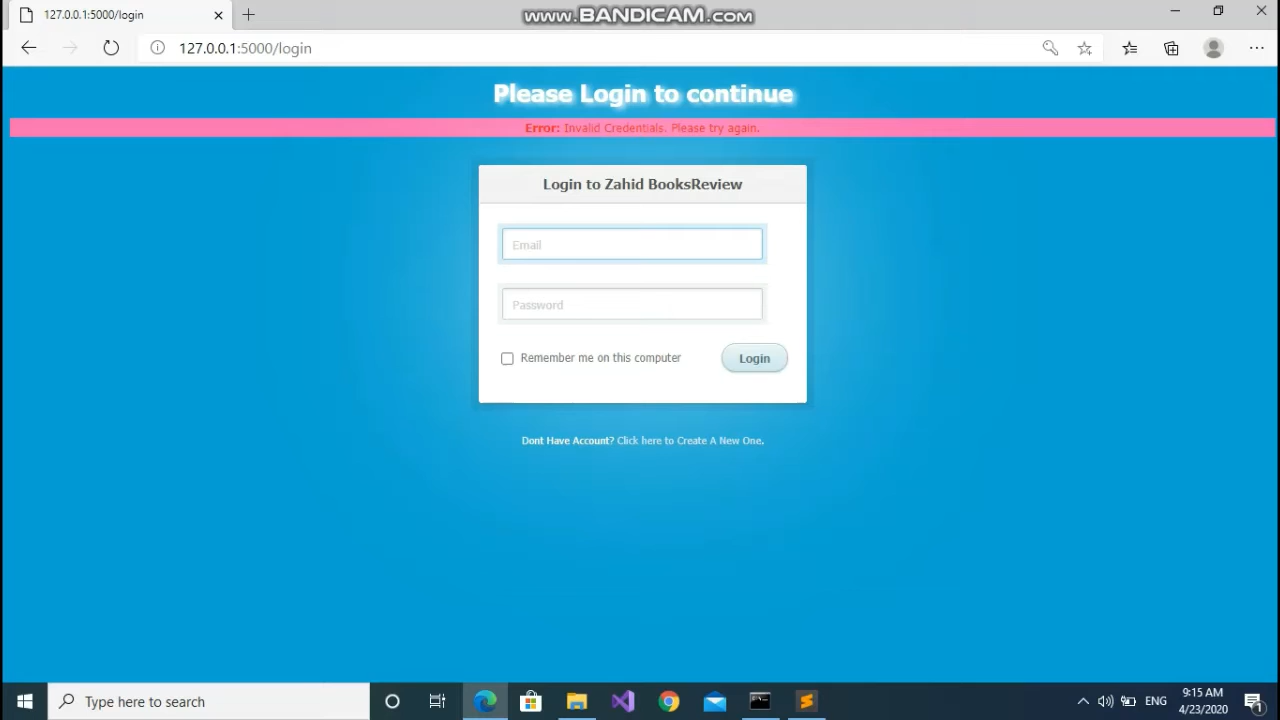 127.0.0.1:5000/login
www.BANDICAM.com
127.0.0.1:5000/login
Please Login to continue
Error: Invalid Credentials. Please try again.
Login to Zahid BooksReview
Email
Password
Remember me on this computer
Login
Dont Have Account? Click here to Create A New One.
Type here to search
ENG
9:15 AM
4/23/2020
1